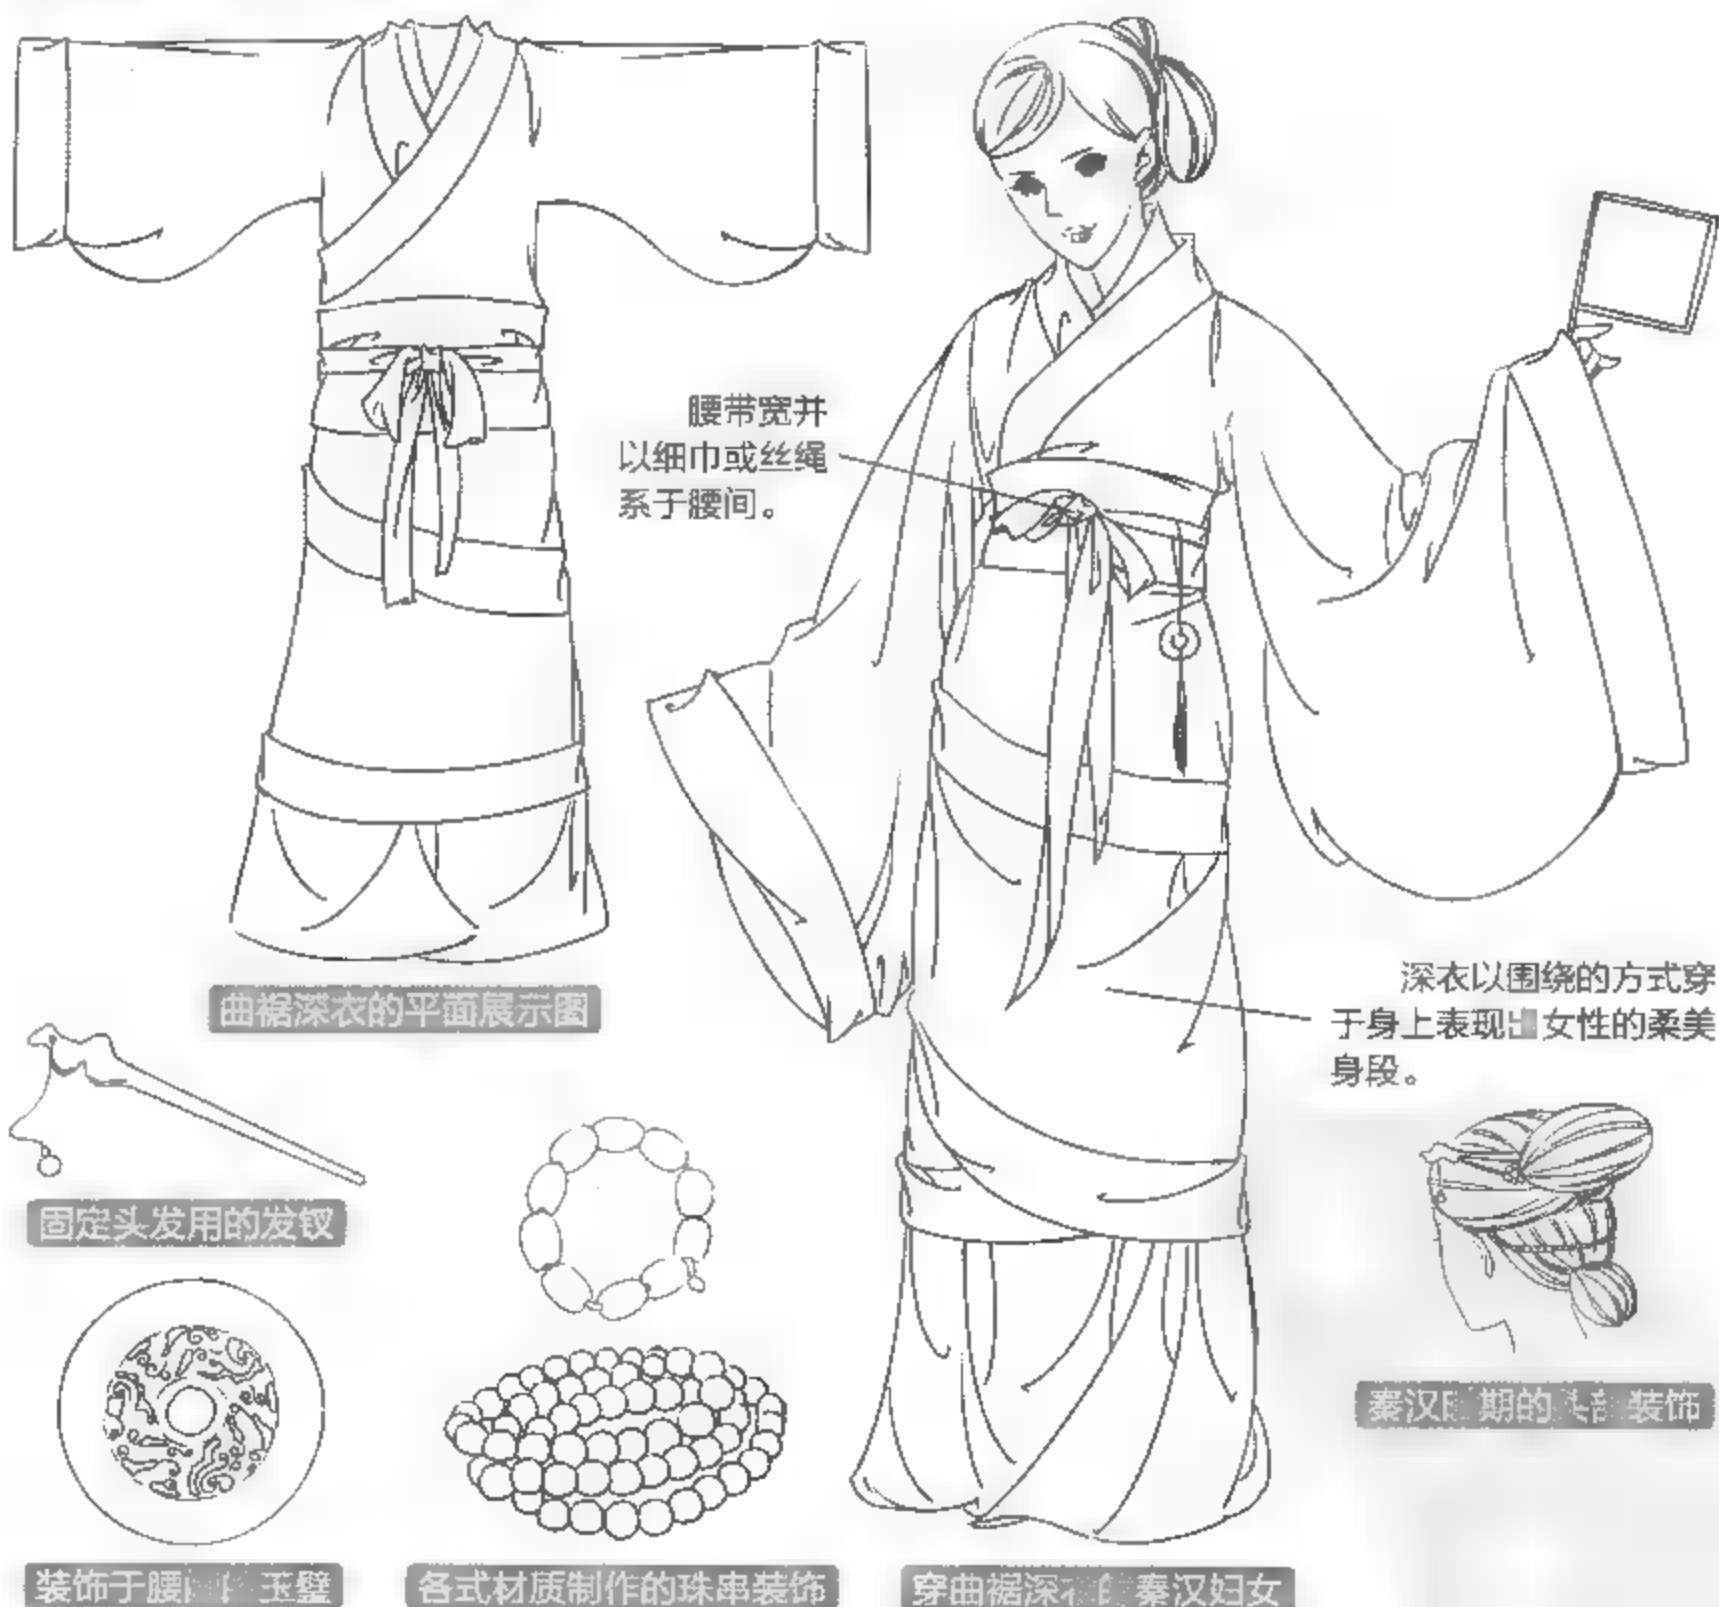 腰带宽并
以细巾或丝绳
系于腰间。
曲裾深衣的平面展示图
深衣以围绕的方式穿
于身上表现出女性的柔美
身段。
固定头发用的发钗
秦汉 期的 装饰
装饰于腰 玉璧
各式材质制作的珠串装饰
穿曲裾深 秦汉妇女